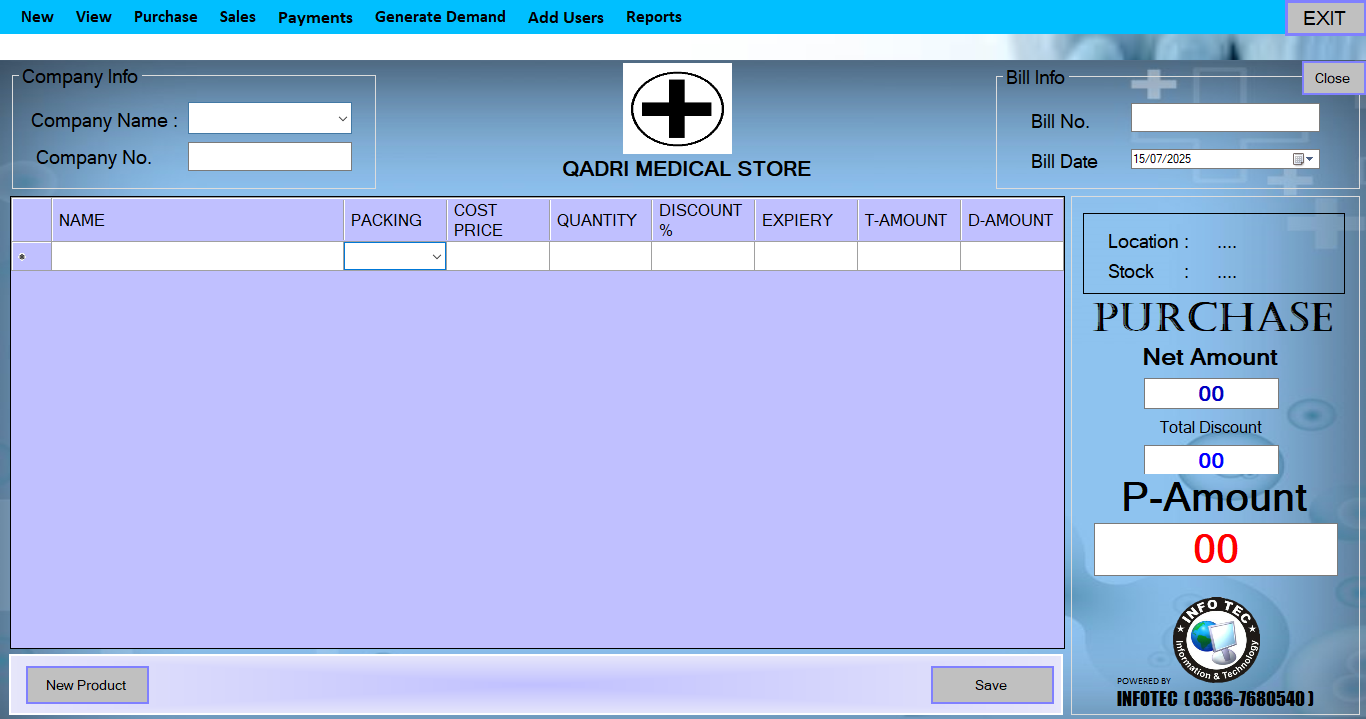 New View Purchase Sales Payments Generate Demand Add Users Reports EXIT
Company Info
Company Name :
Company No.
QADRI MEDICAL STORE
Bill Info
Close
Bill No.
Bill Date 15/07/2025
NAME PACKING COST PRICE QUANTITY DISCOUNT % EXPIERY T-AMOUNT D-AMOUNT
Location : ....
Stock : ....
PURCHASE
Net Amount
00
Total Discount
00
P-Amount
00
INFO TEC
Information & Technology
POWERED BY
INFOTEC ( 0336-7680540 )
New Product Save